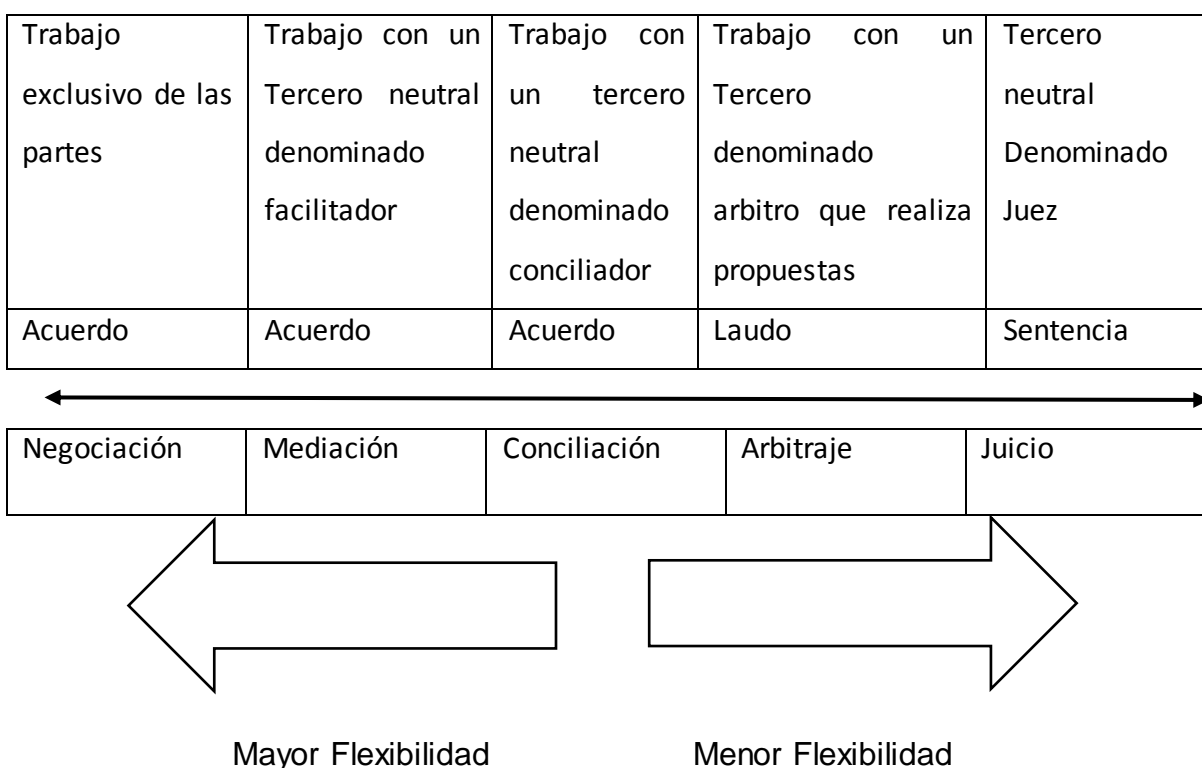 Trabajo
exclusivo de las
partes
Trabajo con un
Tercero neutral
denominado
facilitador
Trabajo con
un tercero
neutral
denominado
conciliador
Trabajo con un
Tercero
denominado
arbitro que realiza
propuestas
Tercero
neutral
Denominado
Juez
Acuerdo
Acuerdo
Acuerdo
Laudo
Sentencia
Negociación
Mediación
Conciliación
Arbitraje
Juicio
Mayor Flexibilidad
Menor Flexibilidad